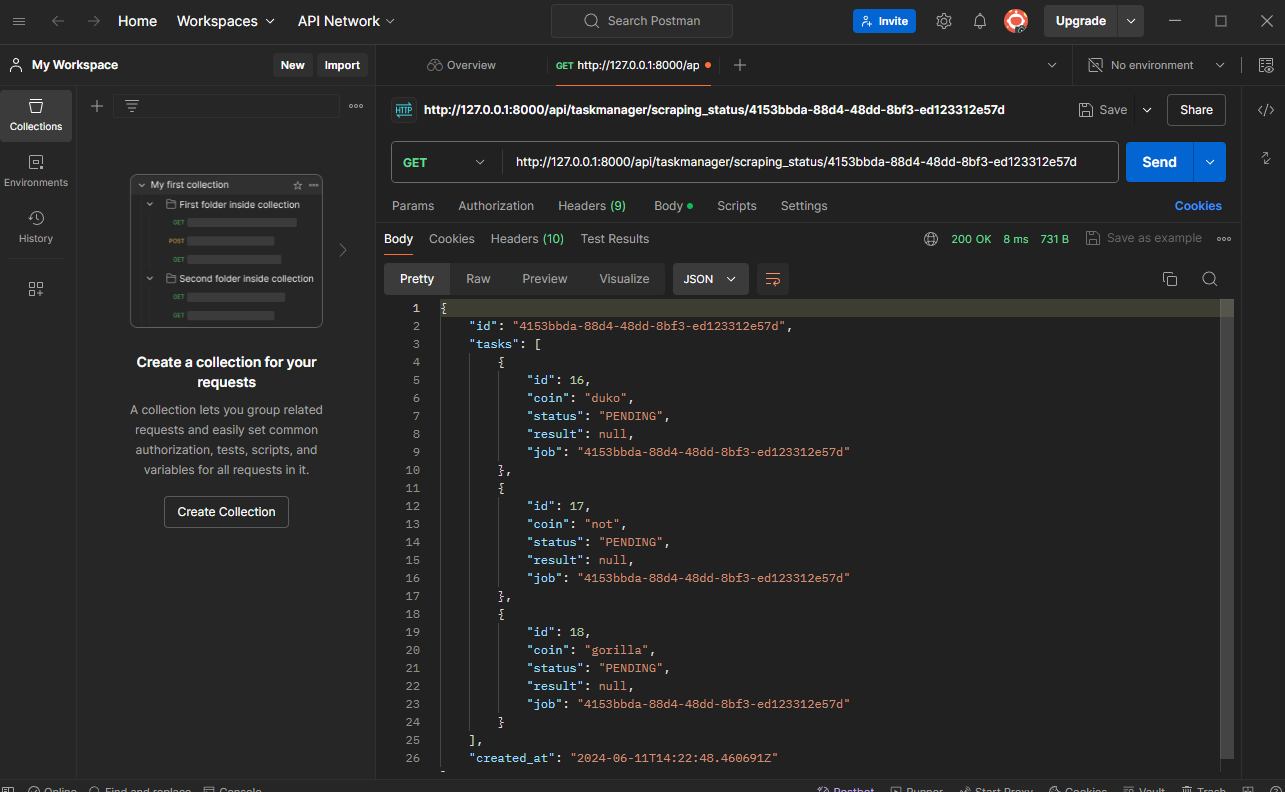 Home Workspaces API Network Search Postman Invite Upgrade
My Workspace New Import Overview GET http://127.0.0.1:8000/ap No environment
Collections
Environments
History
My first collection
First folder inside collection
GET
POST
GET
Second folder inside collection
GET
GET
Create a collection for your
requests
A collection lets you group related
requests and easily set common
authorization, tests, scripts, and
variables for all requests in it.
Create Collection
HTTP http://127.0.0.1:8000/api/taskmanager/scraping_status/4153bbda-88d4-48dd-8bf3-ed123312e57d Save Share
GET http://127.0.0.1:8000/api/taskmanager/scraping_status/4153bbda-88d4-48dd-8bf3-ed123312e57d Send
Params Authorization Headers (9) Body Scripts Settings Cookies
Body Cookies Headers (10) Test Results 200 OK 8 ms 731 B Save as example
Pretty Raw Preview Visualize JSON
1 {
2 "id": "4153bbda-88d4-48dd-8bf3-ed123312e57d",
3 "tasks": [
4 {
5 "id": 16,
6 "coin": "duko",
7 "status": "PENDING",
8 "result": null,
9 "job": "4153bbda-88d4-48dd-8bf3-ed123312e57d"
10 },
11 {
12 "id": 17,
13 "coin": "not",
14 "status": "PENDING",
15 "result": null,
16 "job": "4153bbda-88d4-48dd-8bf3-ed123312e57d"
17 },
18 {
19 "id": 18,
20 "coin": "gorilla",
21 "status": "PENDING",
22 "result": null,
23 "job": "4153bbda-88d4-48dd-8bf3-ed123312e57d"
24 }
25 ],
26 "created_at": "2024-06-11T14:22:48.460691Z"
Online Find and replace Console Postbot Runner Start Proxy Cookies Vault Trash